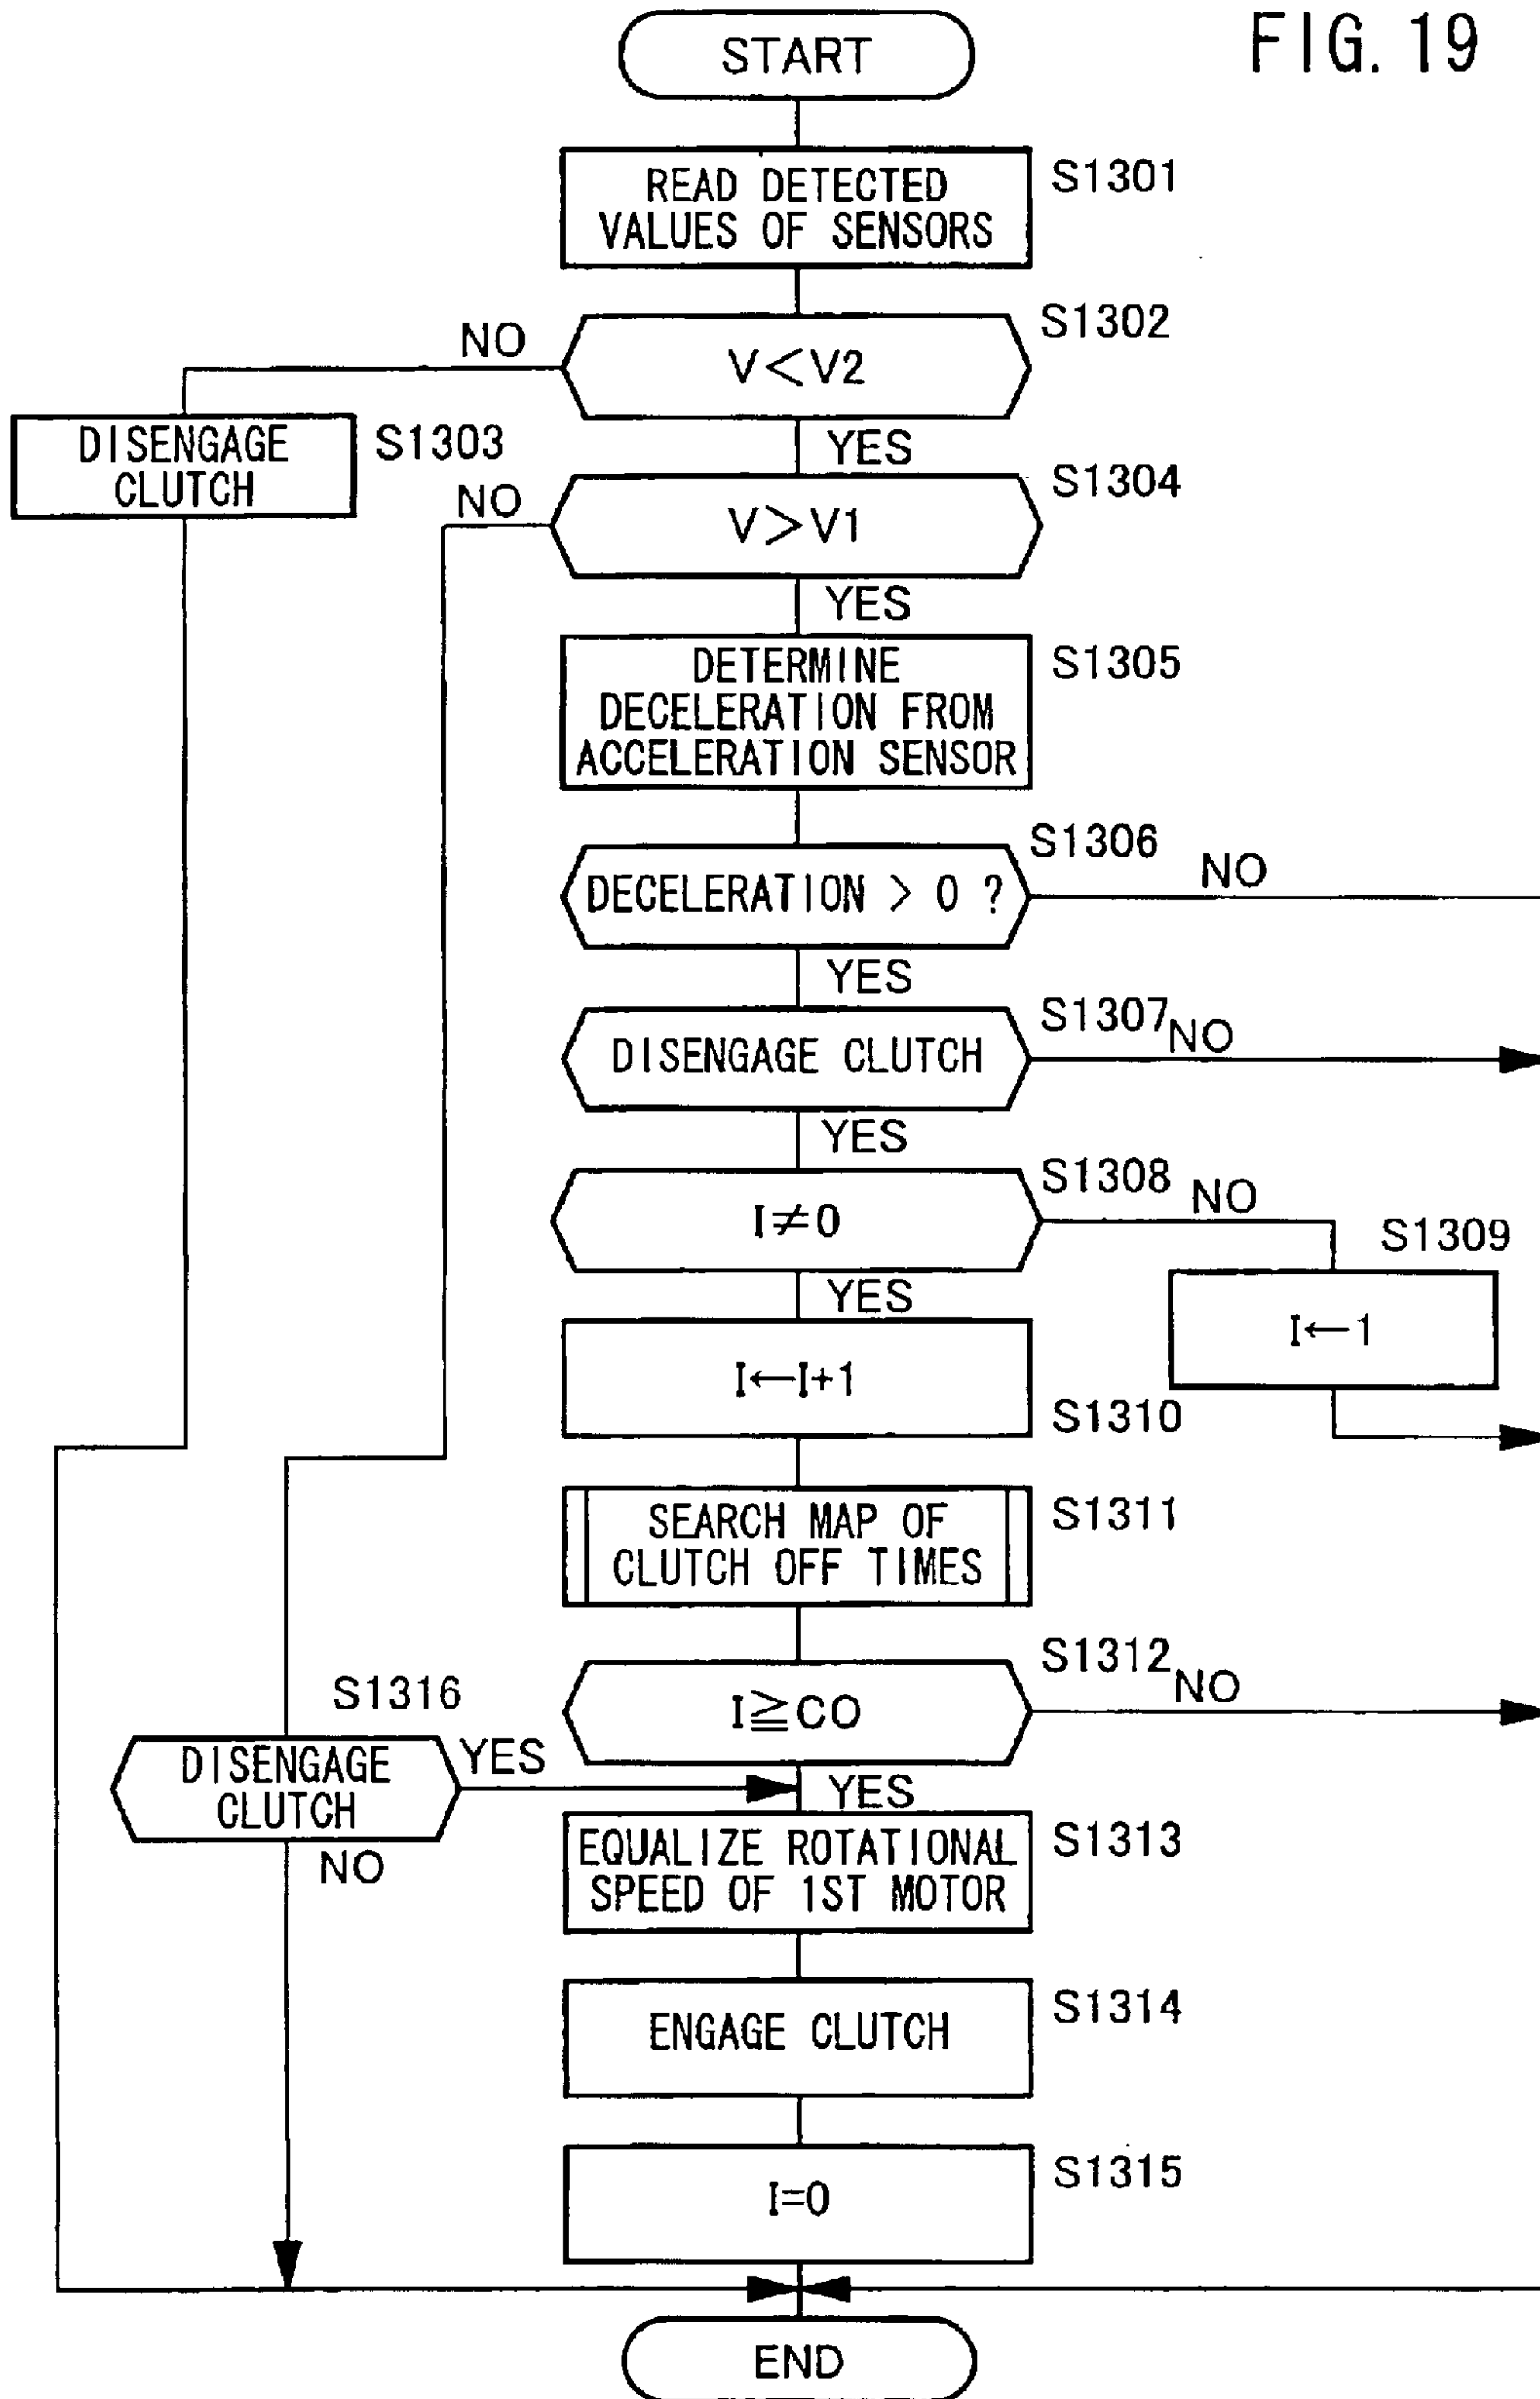 FIG. 19
START
READ DETECTED
VALUES OF SENSORS
S1301
V<V2
S1302
NO
YES
DISENGAGE
CLUTCH
S1303
V>V1
S1304
NO
YES
DETERMINE
DECELERATION FROM
ACCELERATION SENSOR
S1305
DECELERATION > 0 ?
S1306
NO
YES
DISENGAGE CLUTCH
S1307
NO
YES
I≠0
S1308
NO
YES
S1309
I←1
I←I+1
S1310
SEARCH MAP OF
CLUTCH OFF TIMES
S1311
I≧CO
S1312
NO
YES
S1316
DISENGAGE
CLUTCH
YES
NO
EQUALIZE ROTATIONAL
SPEED OF 1ST MOTOR
S1313
ENGAGE CLUTCH
S1314
I=0
S1315
END